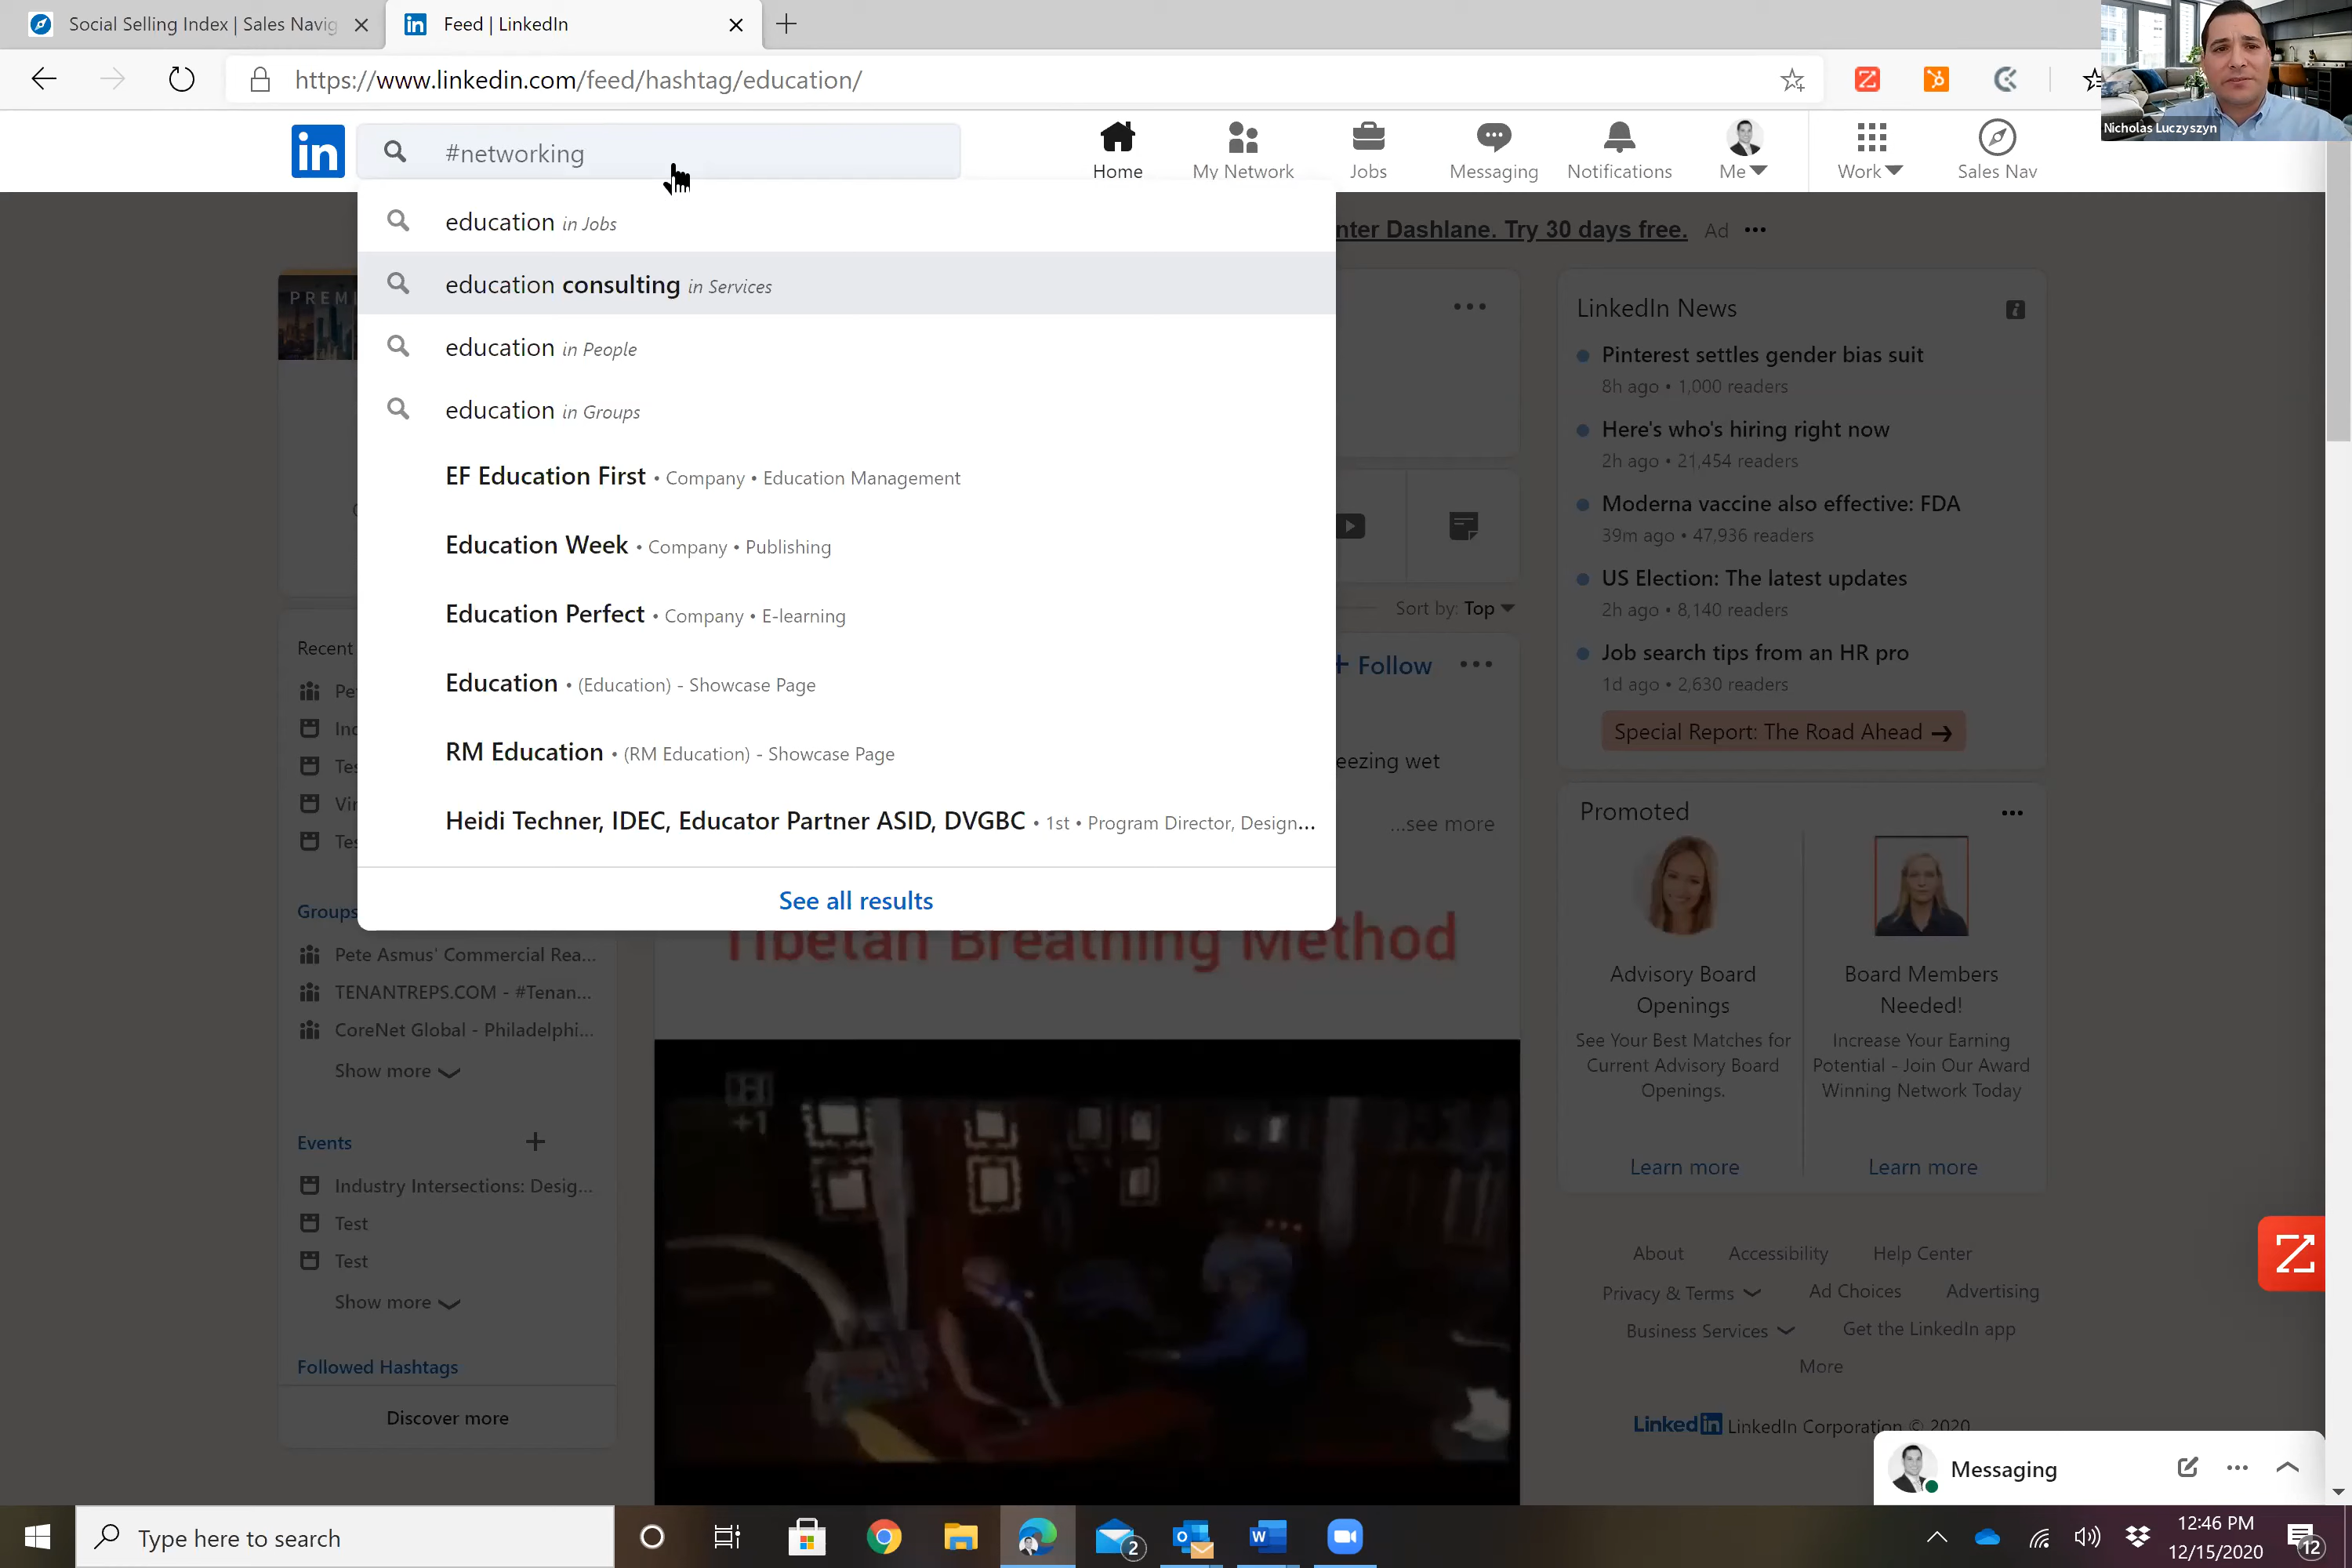 Social Selling Index | Sales Navig
Feed | LinkedIn
https://www.linkedin.com/feed/hashtag/education/
Nicholas Luczyszyn
in
#networking
Home
My Network
Jobs
Messaging
Notifications
Me
Work
Sales Nav
education in Jobs
education consulting in Services
education in People
education in Groups
EF Education First • Company • Education Management
Education Week • Company • Publishing
Education Perfect • Company • E-learning
Education • (Education) - Showcase Page
RM Education • (RM Education) - Showcase Page
Heidi Techner, IDEC, Educator Partner ASID, DVGBC • 1st • Program Director, Design...
See all results
nter Dashlane. Try 30 days free. Ad
PREMI
Recent
Pe
Ind
Tes
Vir
Tes
Groups
Pete Asmus' Commercial Rea...
TENANTREPS.COM - #Tenan...
CoreNet Global - Philadelphi...
Show more
Events
Industry Intersections: Desig...
Test
Test
Show more
Followed Hashtags
Discover more
Sort by: Top
+ Follow
eezing wet
...see more
Tibetan Breathing Method
H
+1
LinkedIn News
Pinterest settles gender bias suit
8h ago • 1,000 readers
Here's who's hiring right now
2h ago • 21,454 readers
Moderna vaccine also effective: FDA
39m ago • 47,936 readers
US Election: The latest updates
2h ago • 8,140 readers
Job search tips from an HR pro
1d ago • 2,630 readers
Special Report: The Road Ahead →
Promoted
Advisory Board
Openings
See Your Best Matches for
Current Advisory Board
Openings.
Learn more
Board Members
Needed!
Increase Your Earning
Potential - Join Our Award
Winning Network Today
Learn more
About Accessibility Help Center
Privacy & Terms Ad Choices Advertising
Business Services Get the LinkedIn app
More
LinkedIn LinkedIn Corporation © 2020
Messaging
Type here to search
2
12:46 PM
12/15/2020
12